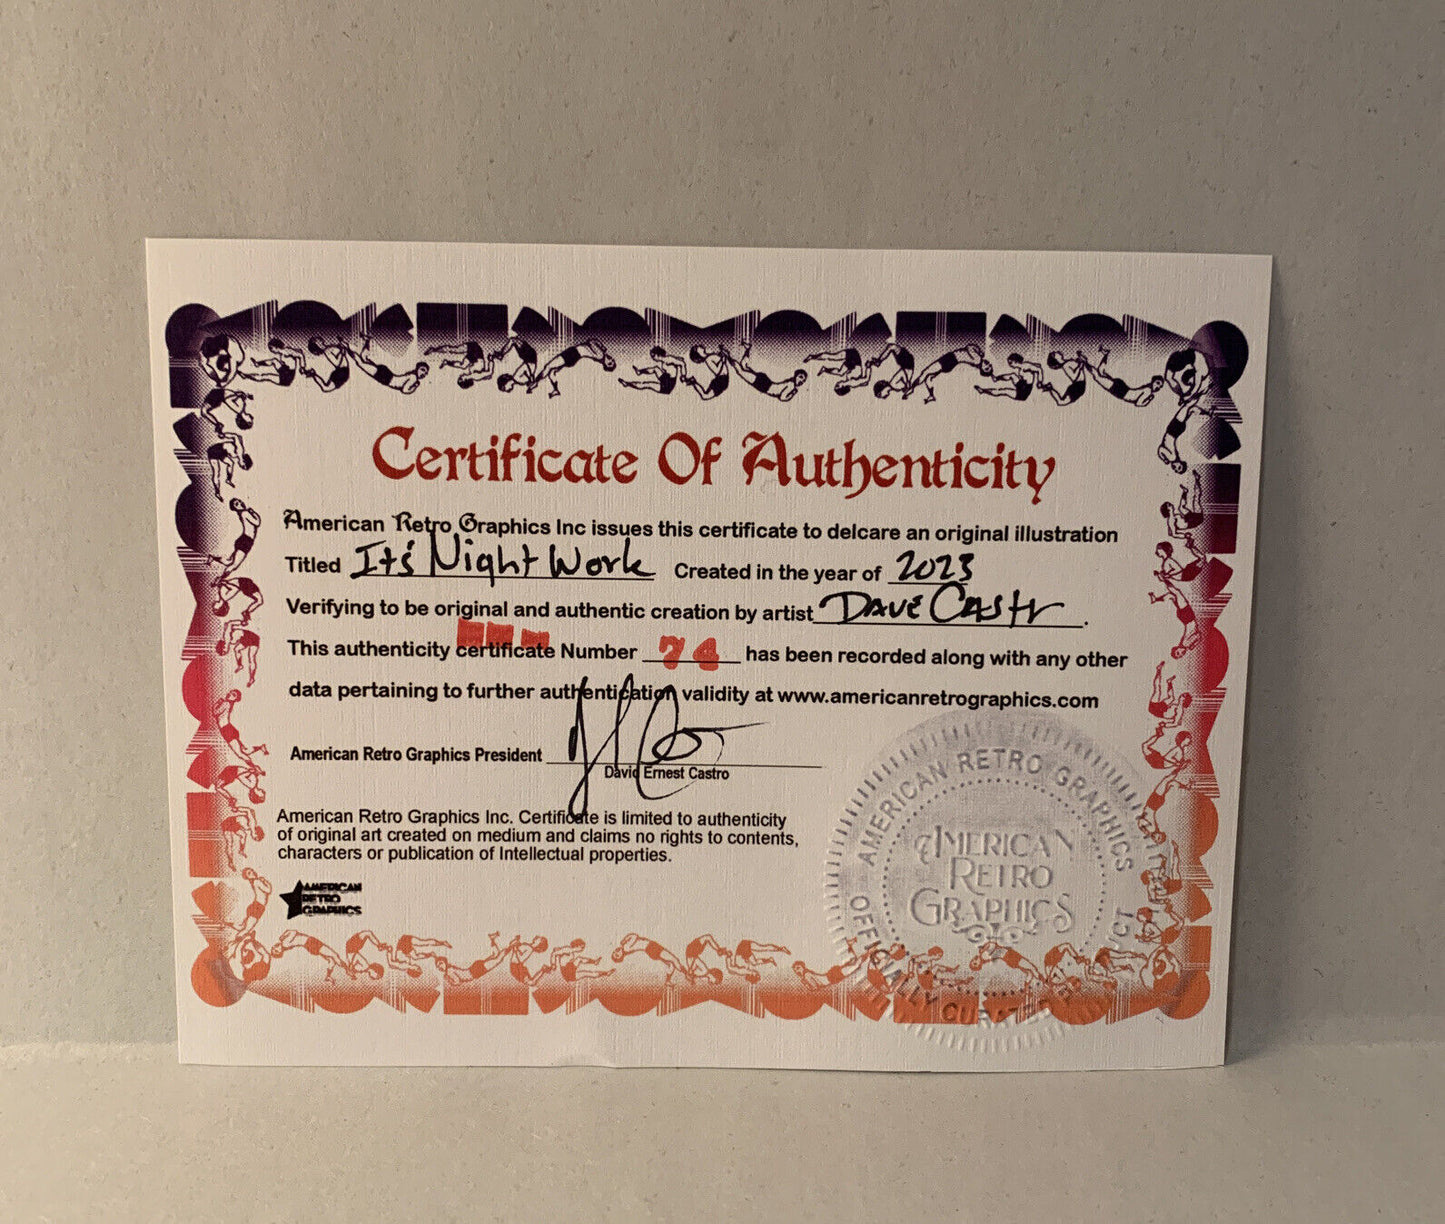 Certificate Of Authenticity
American Retro Graphics Inc issues this certificate to delcare an original illustration
Titled It's Night Work Created in the year of 2023
Verifying to be original and authentic creation by artist Dave Castr.
This authenticity certificate Number 74 has been recorded along with any other
data pertaining to further authentication validity at www.americanretrographics.com
American Retro Graphics President
David Ernest Castro
American Retro Graphics Inc. Certificate is limited to authenticity
of original art created on medium and claims no rights to contents,
characters or publication of Intellectual properties.
AMERICAN
RETRO
GRAPHICS
AMERICAN RETRO GRAPHICS
AMERICAN
RETRO
GRAPHICS
OFFICIALLY CURATED